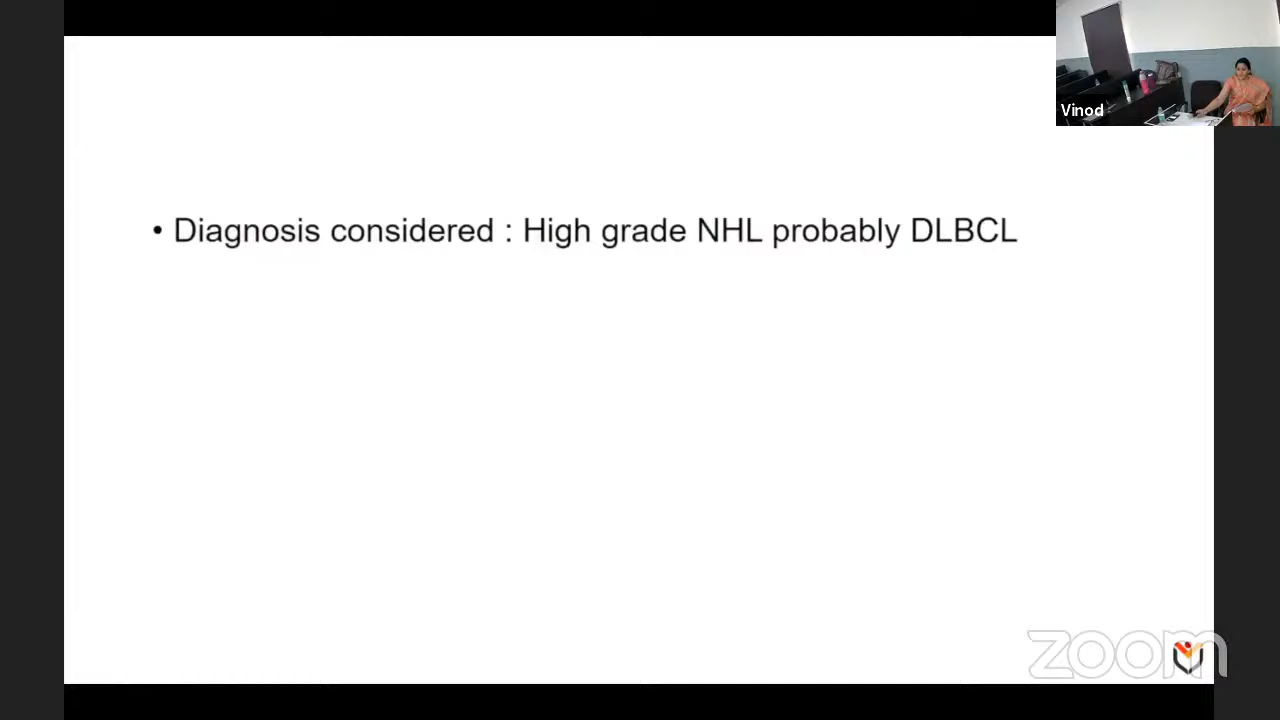 Vinod
• Diagnosis considered : High grade NHL probably DLBCL
zoom